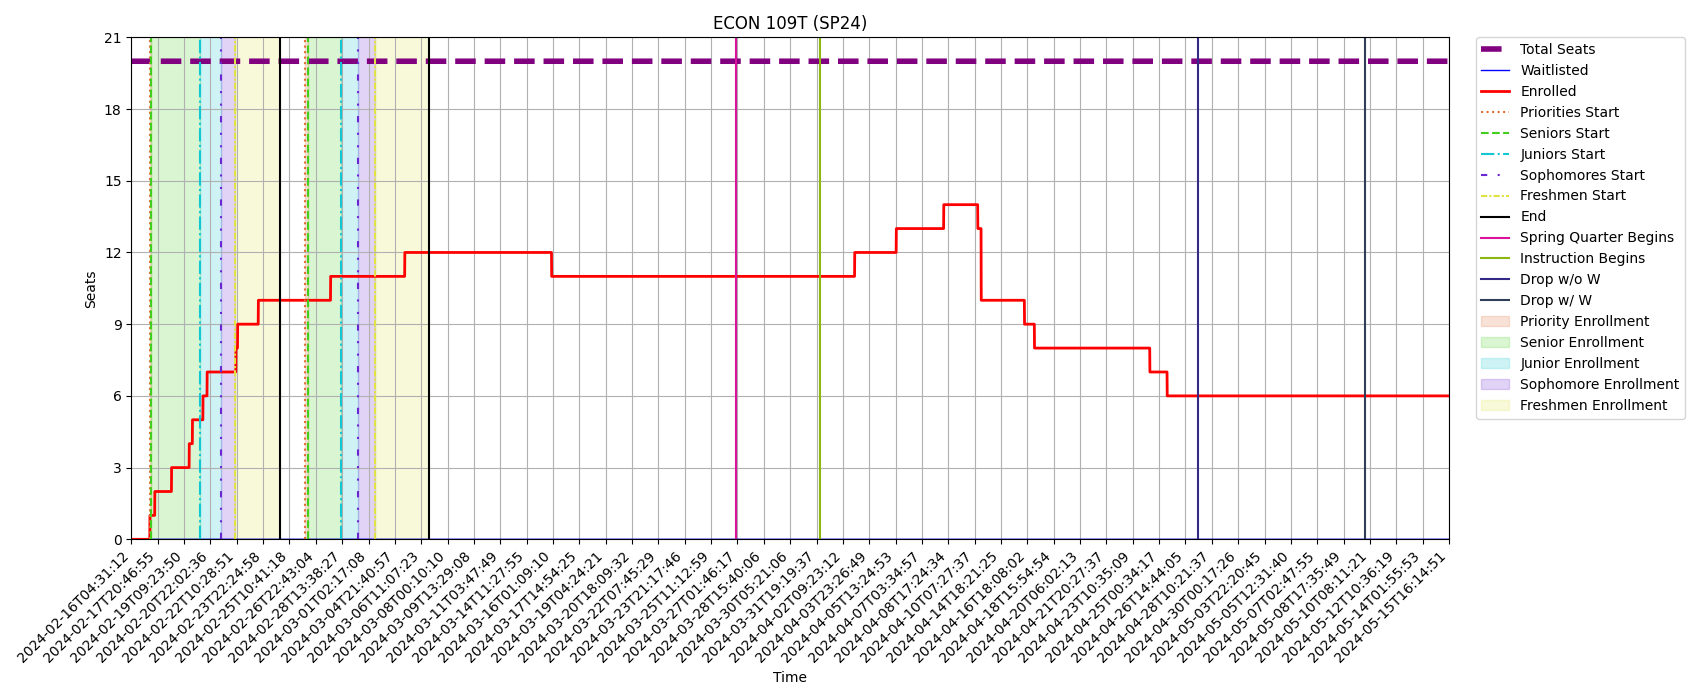 ECON 109T (SP24)
21
18
15
12
9
6
3
0
Seats
2024-02-16T04:31:12
2024-02-17T20:46:55
2024-02-19T09:23:50
2024-02-20T22:02:36
2024-02-22T10:28:51
2024-02-23T22:24:58
2024-02-25T10:41:18
2024-02-26T22:43:04
2024-02-28T13:38:27
2024-03-01T02:17:08
2024-03-04T21:40:57
2024-03-06T11:07:23
2024-03-08T00:10:10
2024-03-09T13:29:08
2024-03-11T03:47:49
2024-03-14T11:27:55
2024-03-16T01:09:10
2024-03-17T14:54:25
2024-03-19T04:24:21
2024-03-20T18:09:32
2024-03-22T07:45:29
2024-03-23T21:17:46
2024-03-25T11:12:59
2024-03-27T01:46:17
2024-03-28T15:40:06
2024-03-30T05:21:06
2024-03-31T19:19:37
2024-04-02T09:23:12
2024-04-03T23:26:49
2024-04-05T13:24:53
2024-04-07T03:34:57
2024-04-08T17:24:34
2024-04-10T07:27:37
2024-04-14T18:21:25
2024-04-16T18:08:02
2024-04-18T15:54:54
2024-04-20T06:02:13
2024-04-21T20:27:37
2024-04-23T10:35:09
2024-04-25T00:34:17
2024-04-26T14:44:05
2024-04-28T10:21:37
2024-04-30T00:17:26
2024-05-03T22:20:45
2024-05-05T12:31:40
2024-05-07T02:47:55
2024-05-08T17:35:49
2024-05-10T08:11:21
2024-05-12T10:36:19
2024-05-14T01:55:53
2024-05-15T16:14:51
Time
Total Seats
Waitlisted
Enrolled
Priorities Start
Seniors Start
Juniors Start
Sophomores Start
Freshmen Start
End
Spring Quarter Begins
Instruction Begins
Drop w/o W
Drop w/ W
Priority Enrollment
Senior Enrollment
Junior Enrollment
Sophomore Enrollment
Freshmen Enrollment